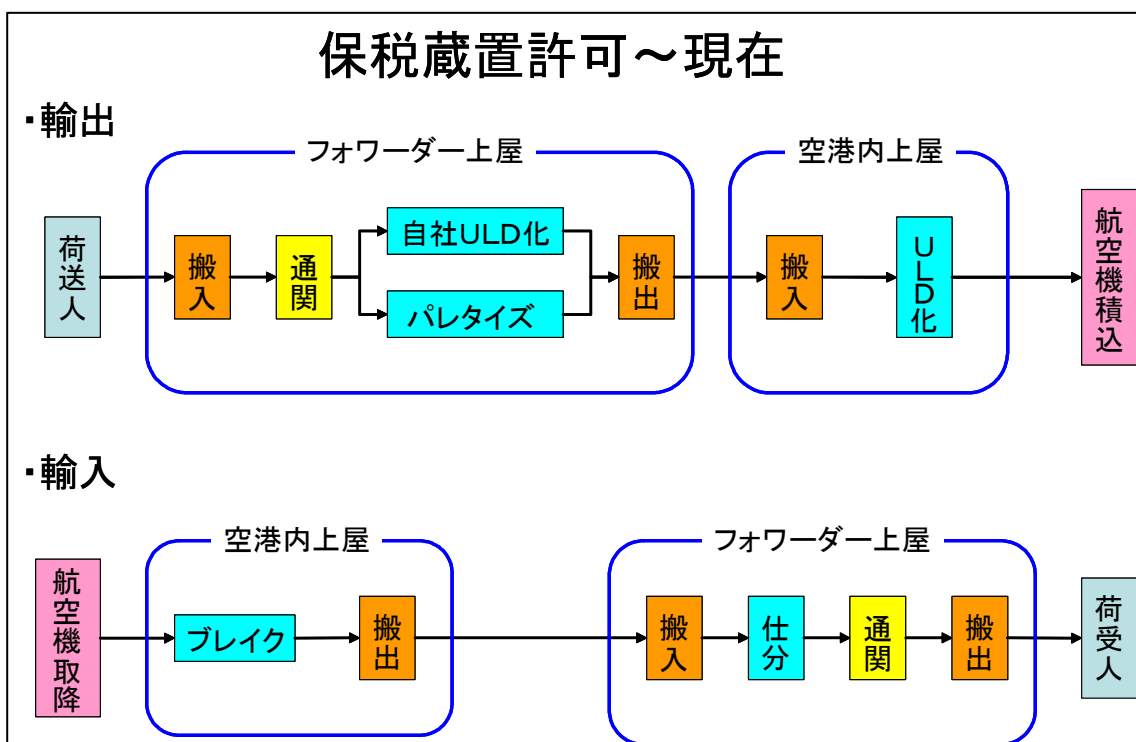 保税蔵置許可～現在
・輸出
フォワーダー上屋
空港内上屋
荷送人
搬入
通関
自社ULD化
パレタイズ
搬出
搬入
ULD化
航空機積込
・輸入
空港内上屋
フォワーダー上屋
航空機取降
ブレイク
搬出
搬入
仕分
通関
搬出
荷受人